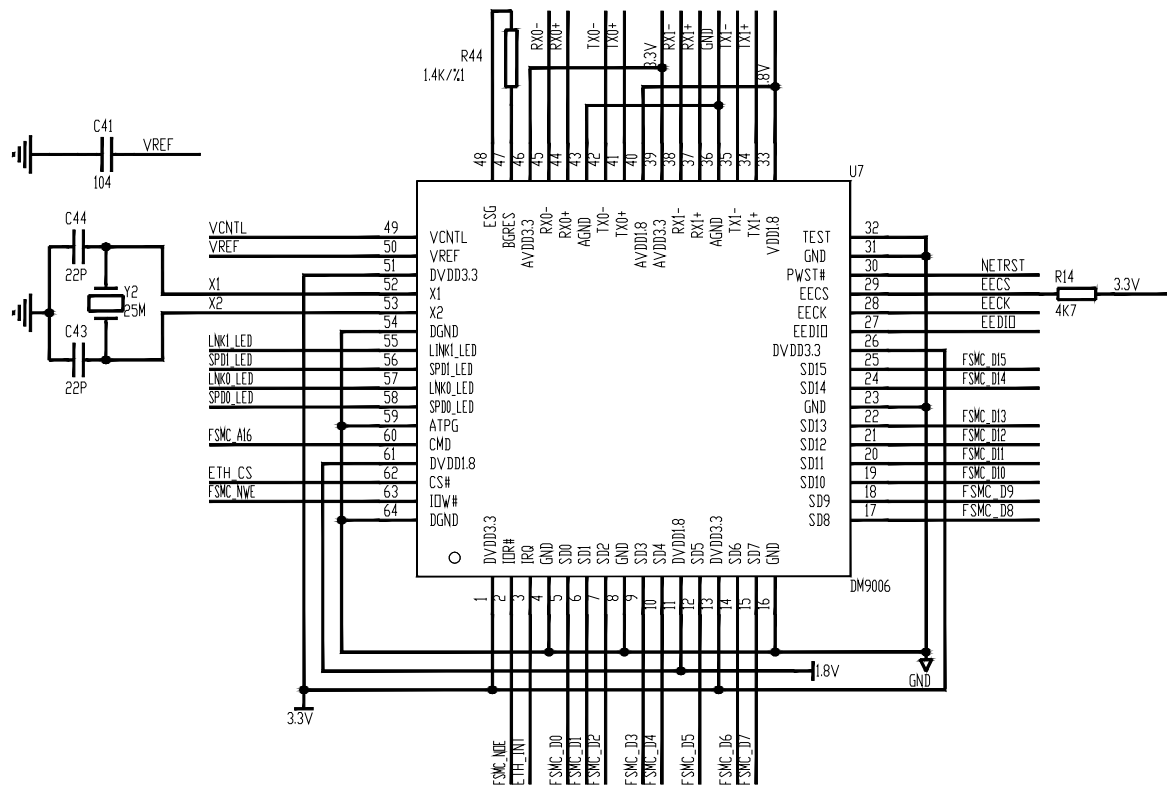 R44
1.4K/%1
RX0-
RX0+
TX0-
TX0+
3.3V
RX1-
RX1+
GND
TX1-
TX1+
.8V
C41
VREF
104
48
47
46
45
44
43
42
41
40
39
38
37
36
35
34
33
U7
ESG
BGRES
AVDD3.3
RX0-
RX0+
AGND
TX0-
TX0+
AVDD1.8
AVDD3.3
RX1-
RX1+
AGND
TX1-
TX1+
VDD1.8
C44
22P
Y2
25M
C43
22P
VCNTL 49 VCNTL
VREF 50 VREF
51 DVDD3.3
X1 52 X1
X2 53 X2
54 DGND
LNK1_LED 55 LINK1_LED
SPD1_LED 56 SPD1_LED
LNK0_LED 57 LNK0_LED
SPD0_LED 58 SPD0_LED
59 ATPG
FSMC_A16 60 CMD
61 DVDD1.8
ETH_CS 62 CS#
FSMC_NWE 63 IOW#
64 DGND
TEST 32
GND 31
PWST# 30 NETRST
EECS 29 EECS
R14
3.3V
4K7
EECK 28 EECK
EEDIO 27 EEDIO
DVDD3.3 26
SD15 25 FSMC_D15
SD14 24 FSMC_D14
GND 23
SD13 22 FSMC_D13
SD12 21 FSMC_D12
SD11 20 FSMC_D11
SD10 19 FSMC_D10
SD9 18 FSMC_D9
SD8 17 FSMC_D8
DVDD3.3
IOR#
IRQ
GND
SD0
SD1
SD2
GND
SD3
SD4
DVDD1.8
SD5
DVDD3.3
SD6
SD7
GND
DM9006
1
2
3
4
5
6
7
8
9
10
11
12
13
14
15
16
1.8V
GND
3.3V
FSMC_NOE
ETH_INT
FSMC_D0
FSMC_D1
FSMC_D2
FSMC_D3
FSMC_D4
FSMC_D5
FSMC_D6
FSMC_D7